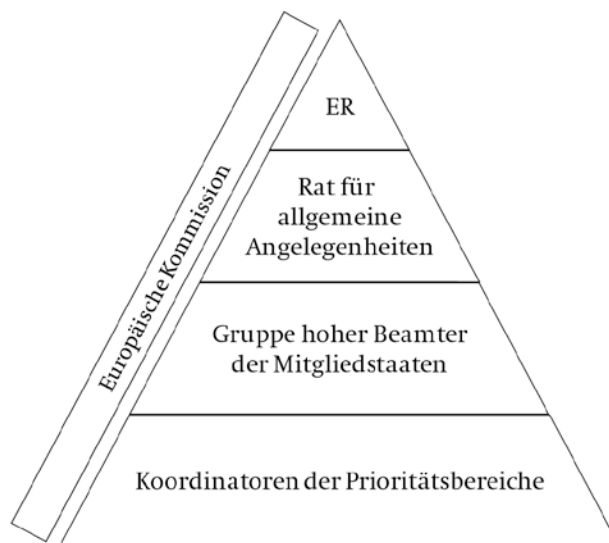 ER
Rat für
allgemeine
Angelegenheiten
Europäische Kommission
Gruppe hoher Beamter
der Mitgliedstaaten
Koordinatoren der Prioritätsbereiche